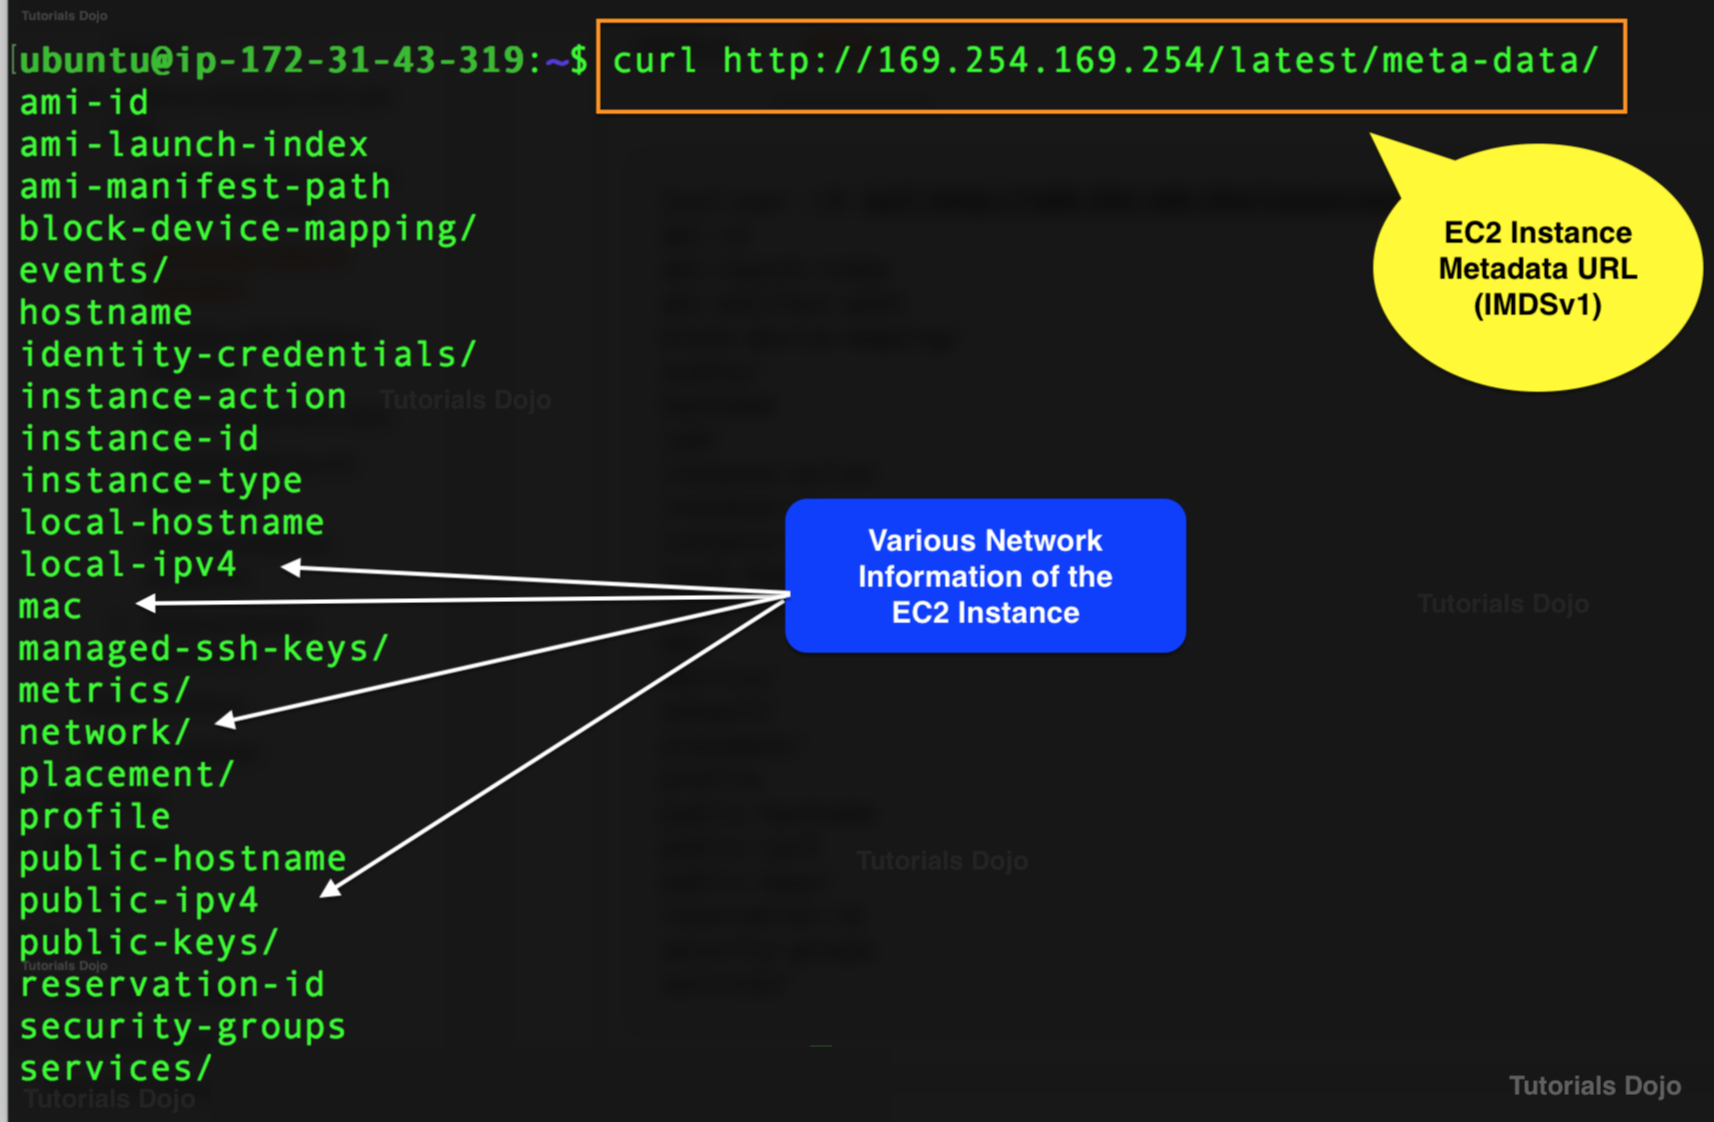 Tutorials Dojo
[ubuntu@ip-172-31-43-319:~$ curl http://169.254.169.254/latest/meta-data/
ami-id
ami-launch-index
ami-manifest-path
block-device-mapping/
events/
hostname
identity-credentials/
instance-action
instance-id
instance-type
local-hostname
local-ipv4
mac
managed-ssh-keys/
metrics/
network/
placement/
profile
public-hostname
public-ipv4
public-keys/
reservation-id
security-groups
services/
EC2 Instance
Metadata URL
(IMDSv1)
Various Network
Information of the
EC2 Instance
Tutorials Dojo
Tutorials Dojo
Tutorials Dojo
Tutorials Dojo
Tutorials Dojo
Tutorials Dojo